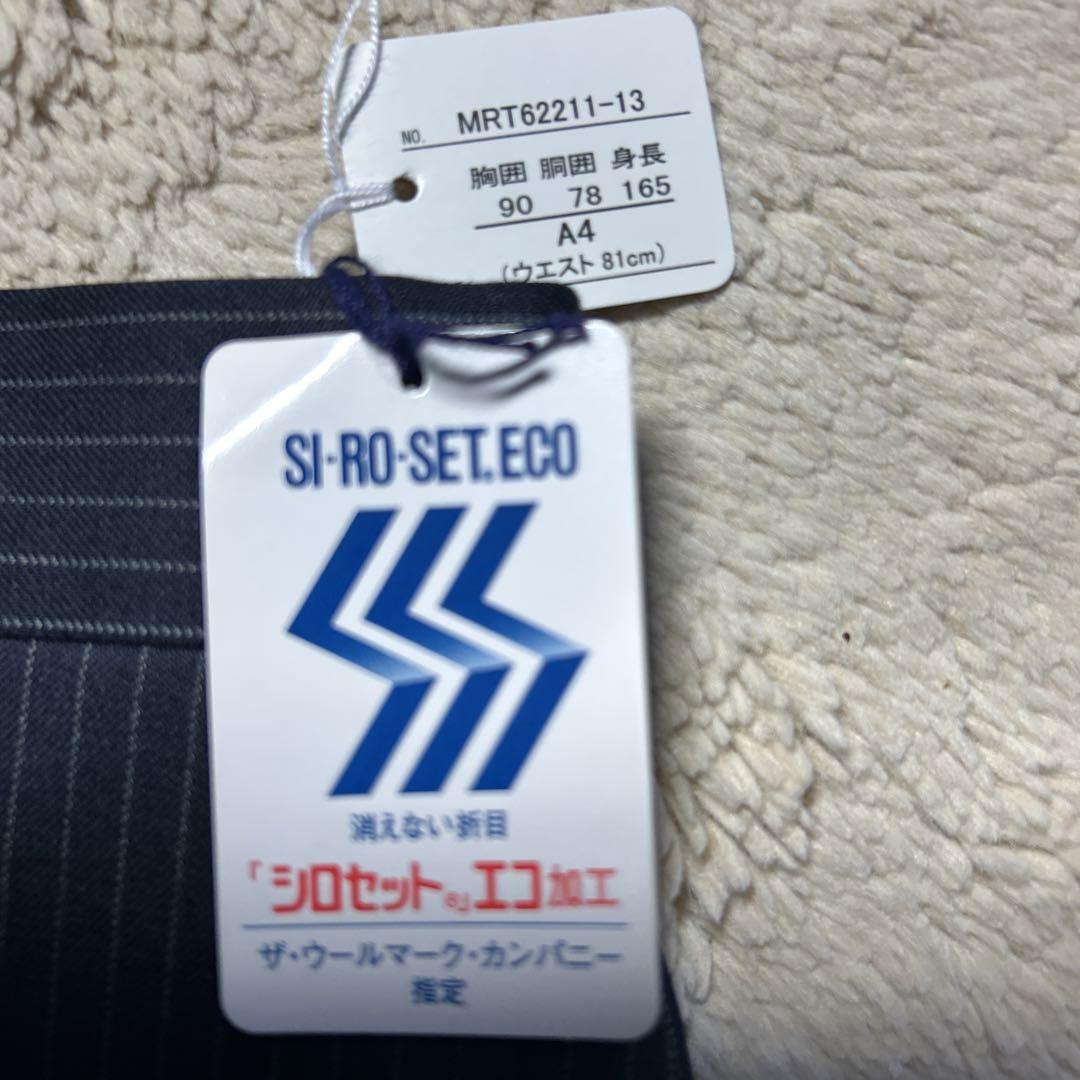 NO. MRT62211-13
胸囲 胴囲 身長
90 78 165
A4
(ウエスト 81cm)
SI-RO-SET.ECO
消えない折目
「シロセット®」エコ加工
ザ・ウールマーク・カンパニー
指定